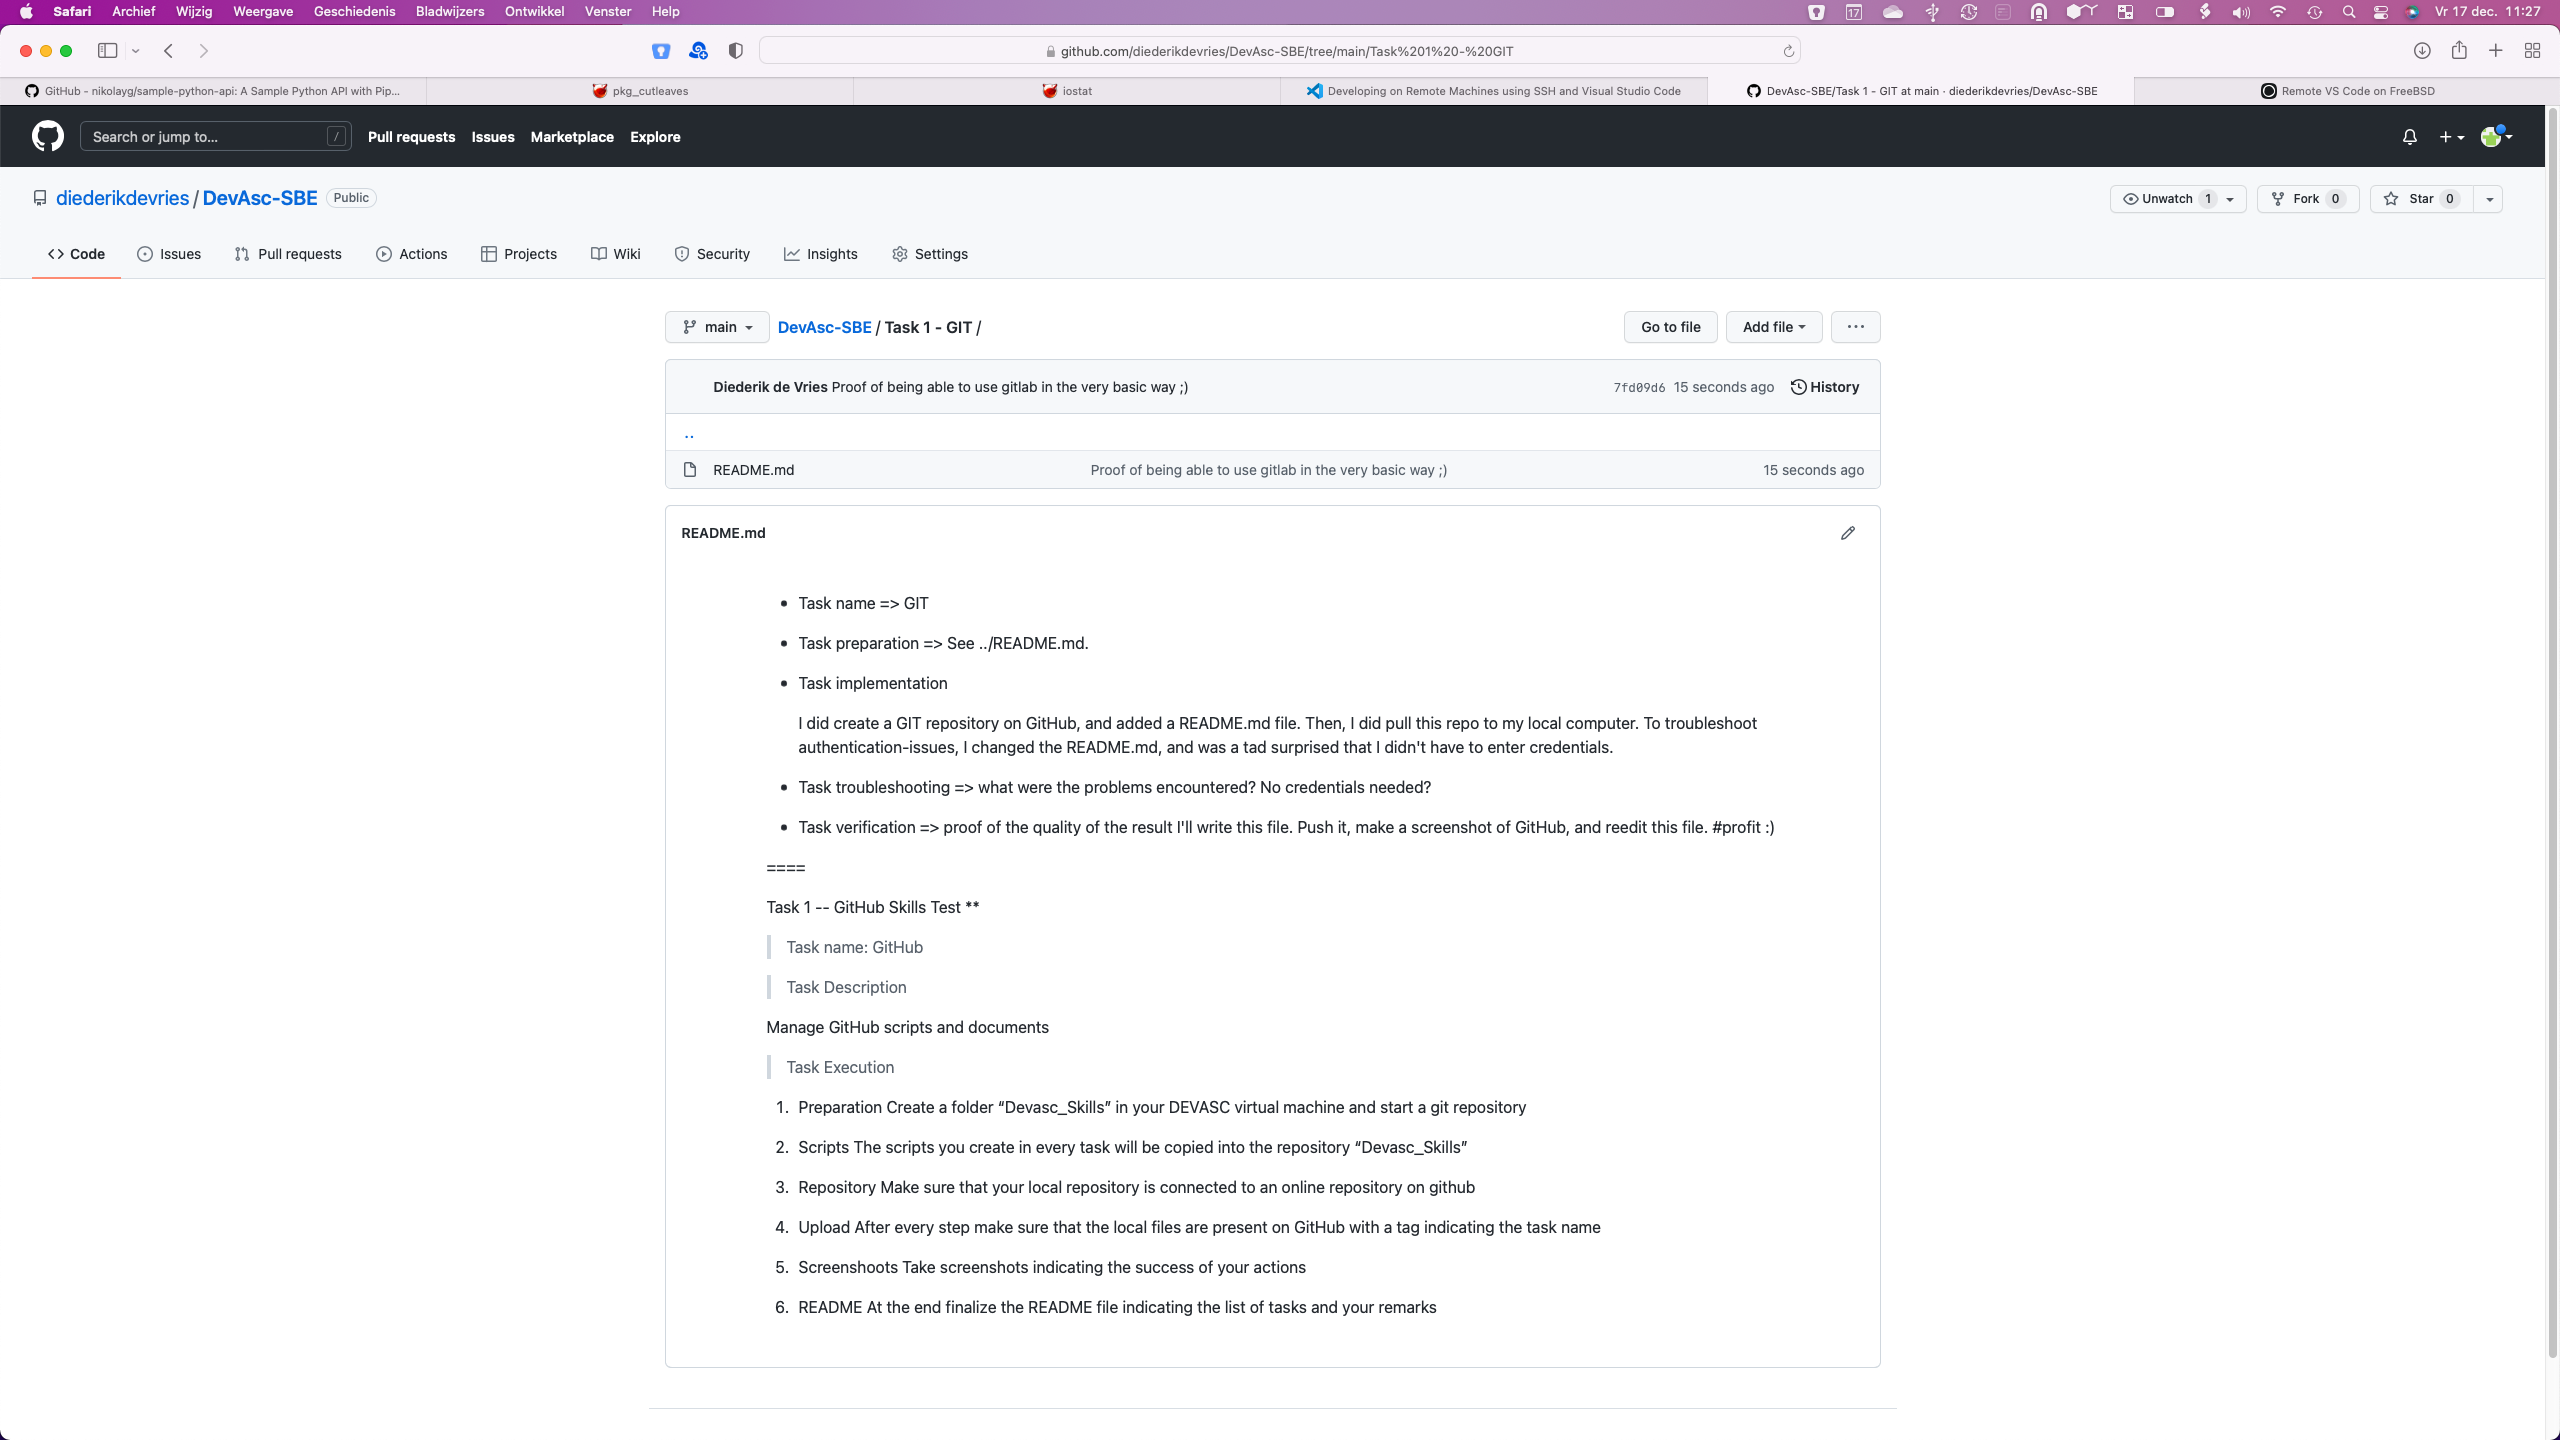 Safari Archief Wijzig Weergave Geschiedenis Bladwijzers Ontwikkel Venster Help 17 Vr 17 dec. 11:27
github.com/diederikdevries/DevAsc-SBE/tree/main/Task%201%20-%20GIT
GitHub - nikolayg/sample-python-api: A Sample Python API with Pip... pkg_cutleaves iostat Developing on Remote Machines using SSH and Visual Studio Code DevAsc-SBE/Task 1 - GIT at main · diederikdevries/DevAsc-SBE Remote VS Code on FreeBSD
Search or jump to... / Pull requests Issues Marketplace Explore
diederikdevries / DevAsc-SBE Public Unwatch 1 Fork 0 Star 0
Code Issues Pull requests Actions Projects Wiki Security Insights Settings
main DevAsc-SBE / Task 1 - GIT / Go to file Add file ...
Diederik de Vries Proof of being able to use gitlab in the very basic way ;) 7fd09d6 15 seconds ago History
..
README.md Proof of being able to use gitlab in the very basic way ;) 15 seconds ago
README.md
• Task name => GIT
• Task preparation => See ../README.md.
• Task implementation
I did create a GIT repository on GitHub, and added a README.md file. Then, I did pull this repo to my local computer. To troubleshoot
authentication-issues, I changed the README.md, and was a tad surprised that I didn't have to enter credentials.
• Task troubleshooting => what were the problems encountered? No credentials needed?
• Task verification => proof of the quality of the result I'll write this file. Push it, make a screenshot of GitHub, and reedit this file. #profit :)
====
Task 1 -- GitHub Skills Test **
Task name: GitHub
Task Description
Manage GitHub scripts and documents
Task Execution
1. Preparation Create a folder “Devasc_Skills” in your DEVASC virtual machine and start a git repository
2. Scripts The scripts you create in every task will be copied into the repository “Devasc_Skills”
3. Repository Make sure that your local repository is connected to an online repository on github
4. Upload After every step make sure that the local files are present on GitHub with a tag indicating the task name
5. Screenshoots Take screenshots indicating the success of your actions
6. README At the end finalize the README file indicating the list of tasks and your remarks